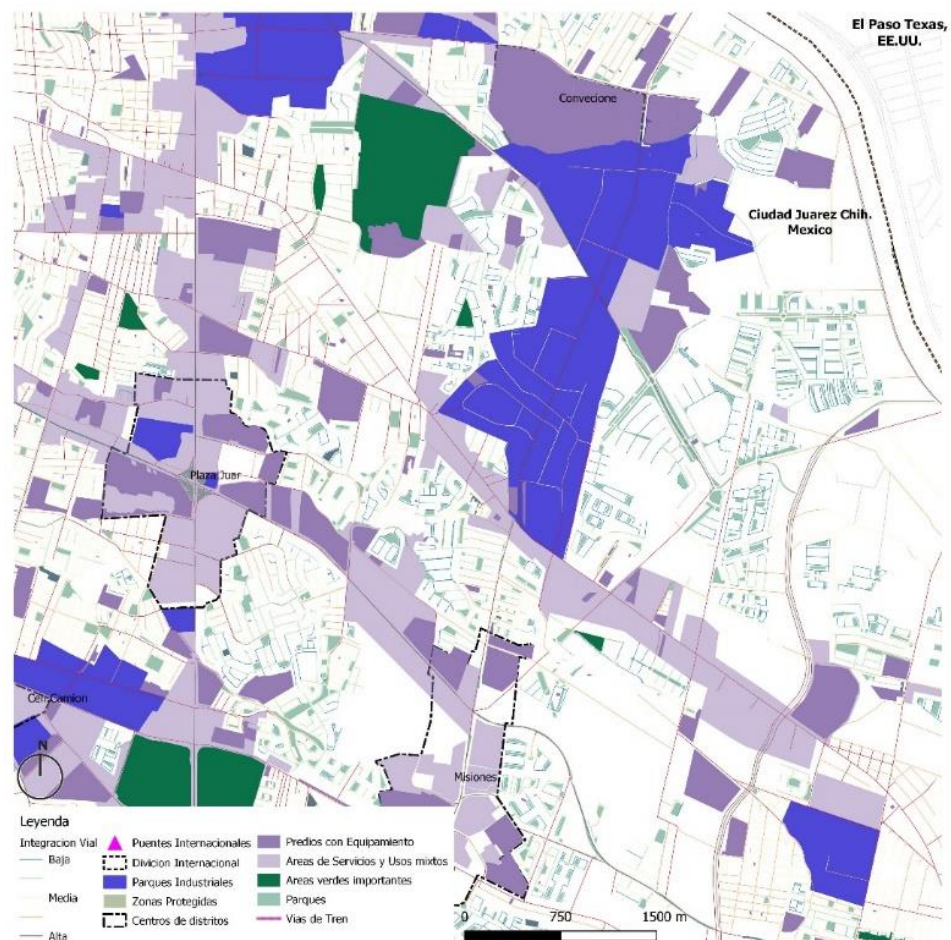 El Paso Texas,
EE.UU.
Convecione
Ciudad Juarez Chih.
Mexico
Plaza Juar
Cen-Camion
N
Misiones
Leyenda
Integracion Vial
Baja
Media
Alta
Puentes Internacionales
Divicion Internacional
Parques Industriales
Zonas Protegidas
Centros de distritos
Predios con Equipamiento
Areas de Servicios y Usos mixtos
Areas verdes importantes
Parques
Vias de Tren
0 750 1500 m